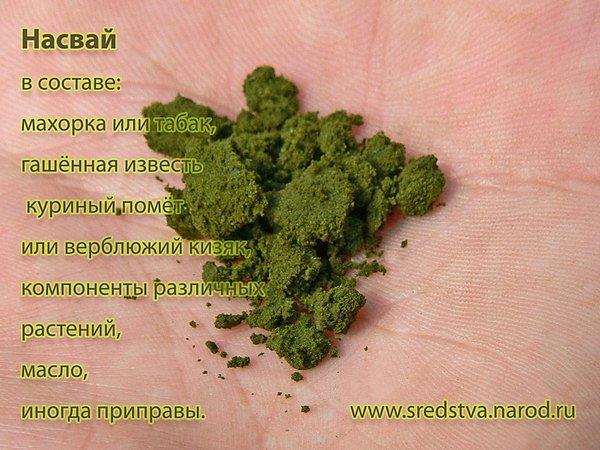 Насвай
в составе:
махорка или табак,
гашённая известь
куриный помёт
или верблюжий кизяк,
компоненты различных
растений,
масло,
иногда приправы.
www.sredstva.narod.ru